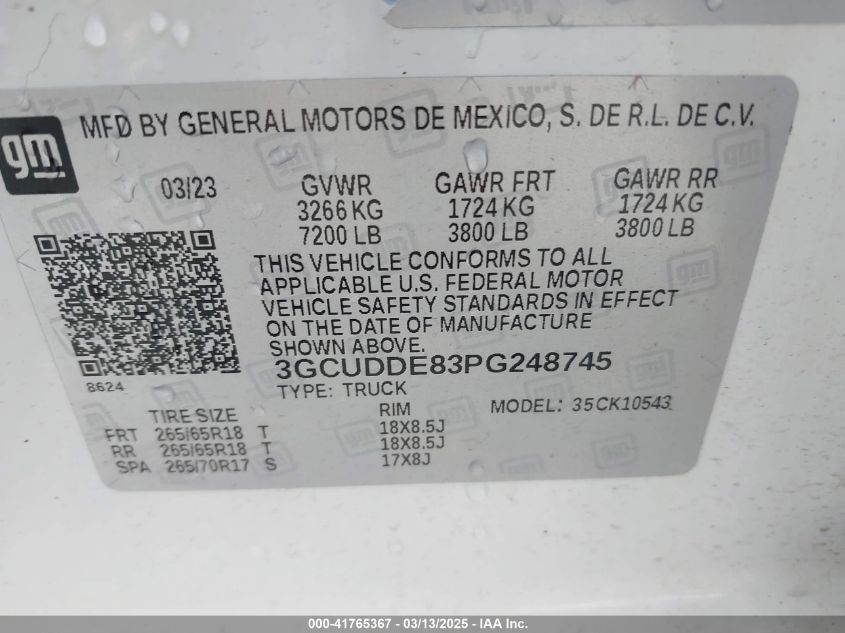 gm
MFD BY GENERAL MOTORS DE MEXICO, S. DE R.L. DE C.V.
03/23 GVWR GAWR FRT GAWR RR
3266 KG 1724 KG 1724 KG
7200 LB 3800 LB 3800 LB
THIS VEHICLE CONFORMS TO ALL
APPLICABLE U.S. FEDERAL MOTOR
VEHICLE SAFETY STANDARDS IN EFFECT
ON THE DATE OF MANUFACTURE
SHOWN ABOVE.
3GCUDDE83PG248745
8624
TYPE: TRUCK
MODEL: 35CK10543
TIRE SIZE RIM
FRT 265/65R18 T 18X8.5J
RR 265/65R18 T 18X8.5J
SPA 265/70R17 S 17X8J
000-41765367 - 03/13/2025 - IAA Inc.